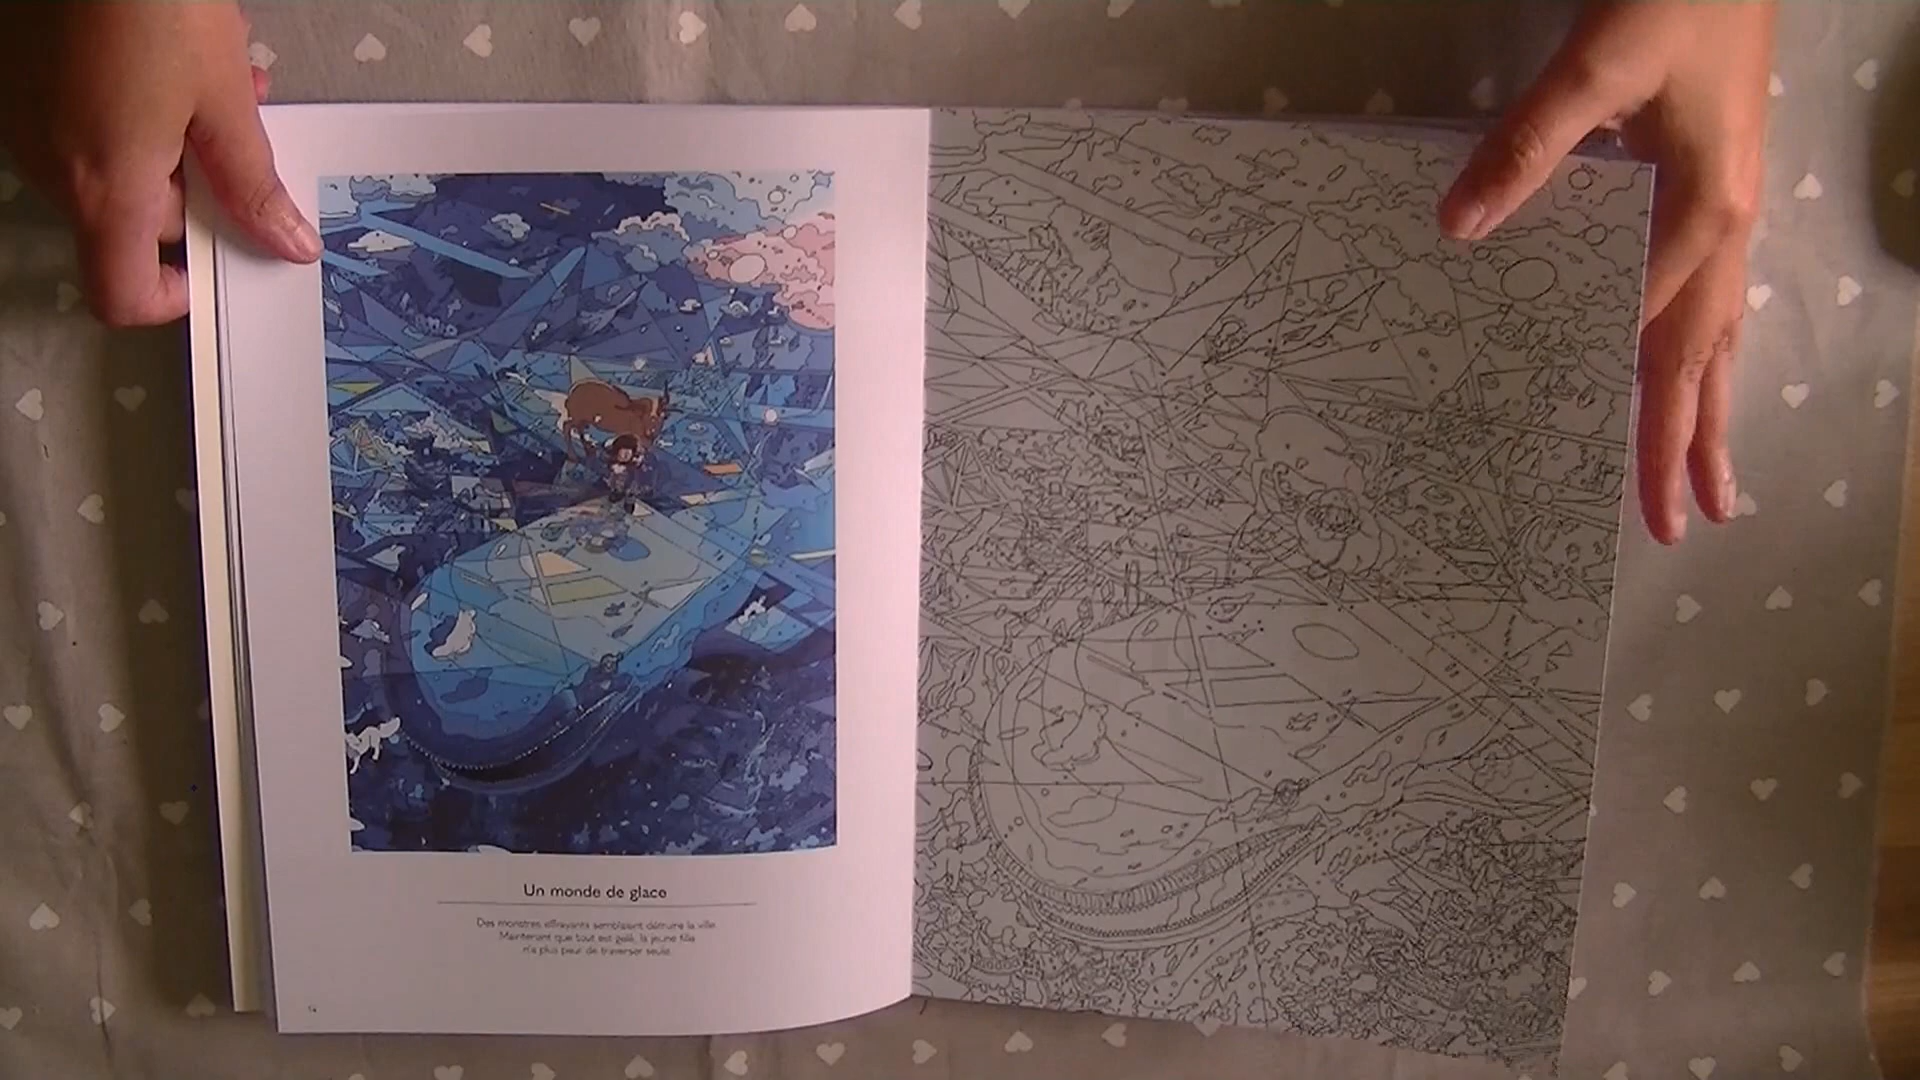 Un monde de glace
Des monstres effrayants semblaient détruire la ville.
Maintenant que tout est gelé, la jeune fille
n'a plus peur de traverser seule.